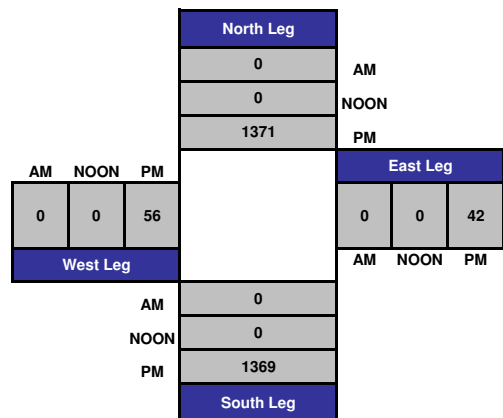 North Leg
0 AM
0 NOON
1371 PM
AM NOON PM
East Leg
0 0 56
0 0 42
West Leg
AM NOON PM
AM 0
NOON 0
PM 1369
South Leg